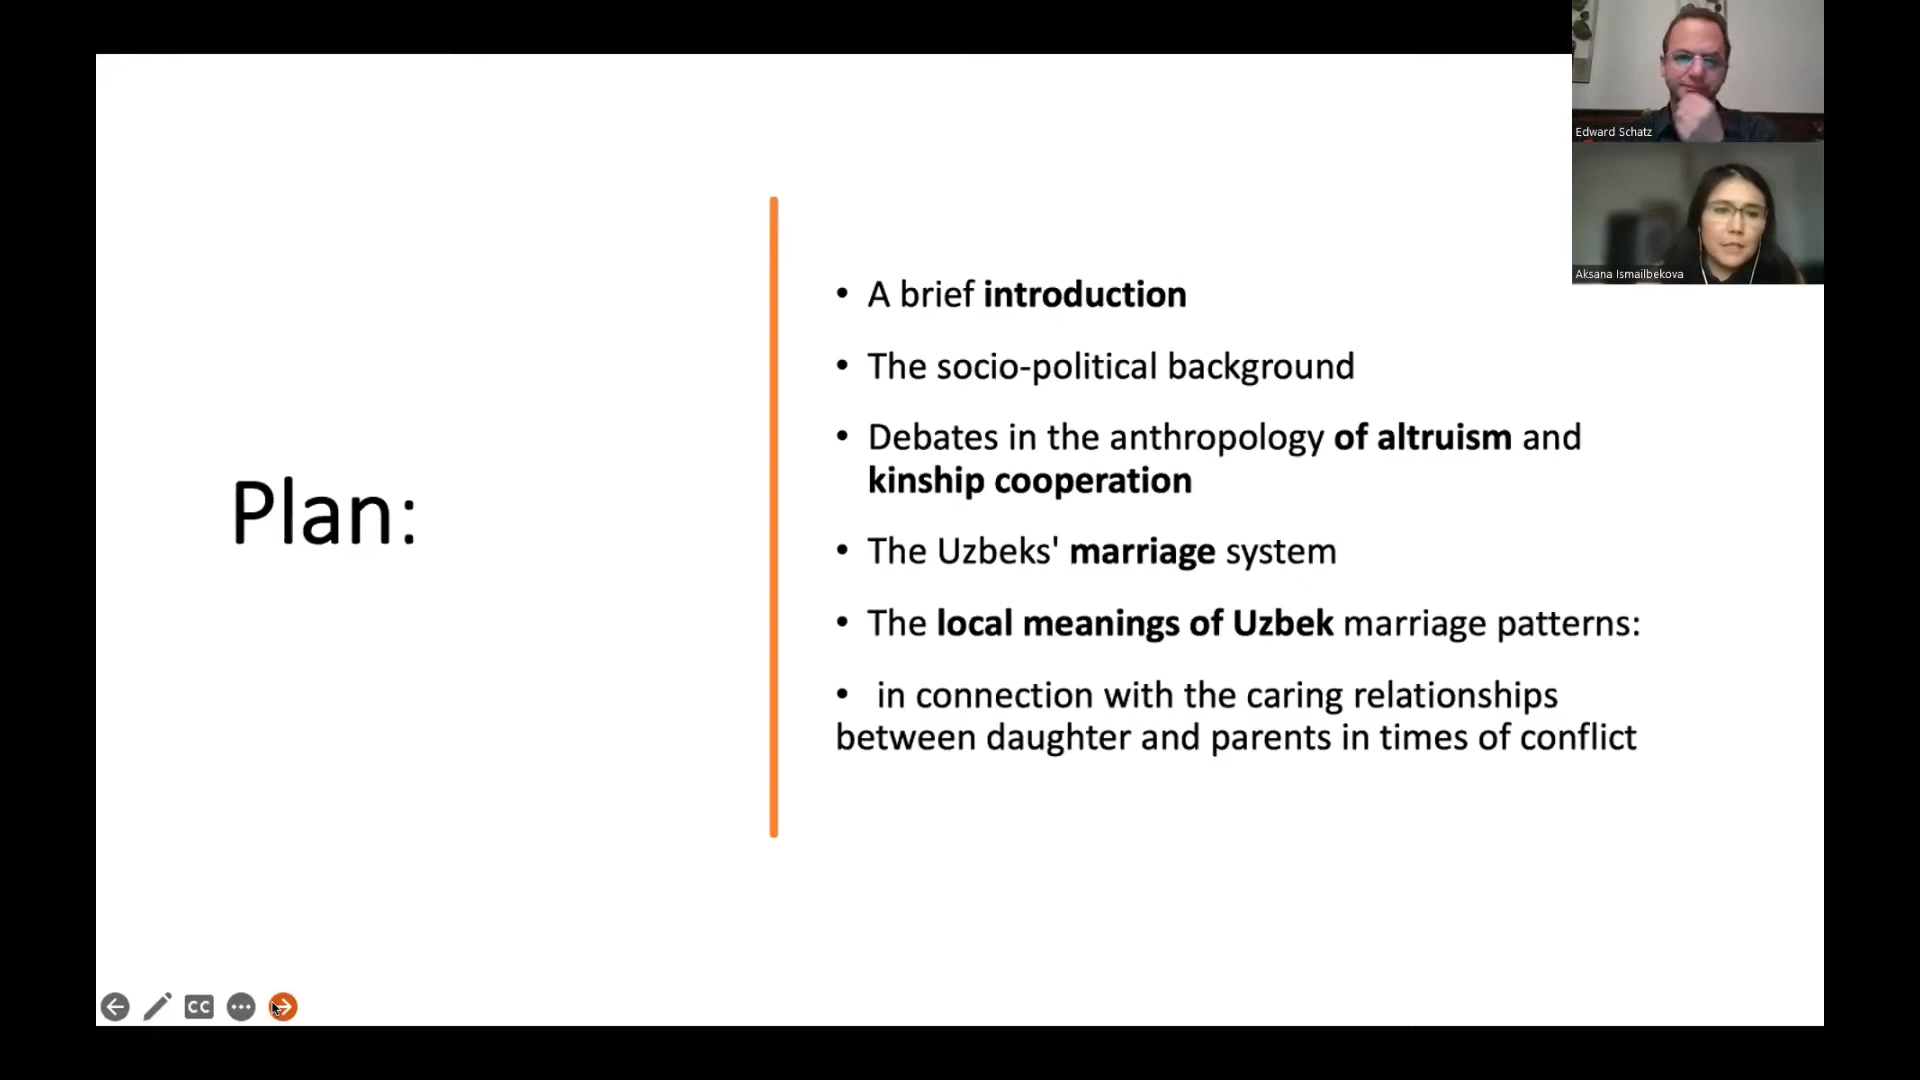 Edward Schatz
Aksana Ismailbekova
Plan:
• A brief introduction
• The socio-political background
• Debates in the anthropology of altruism and
kinship cooperation
• The Uzbeks' marriage system
• The local meanings of Uzbek marriage patterns:
• in connection with the caring relationships
between daughter and parents in times of conflict
CC